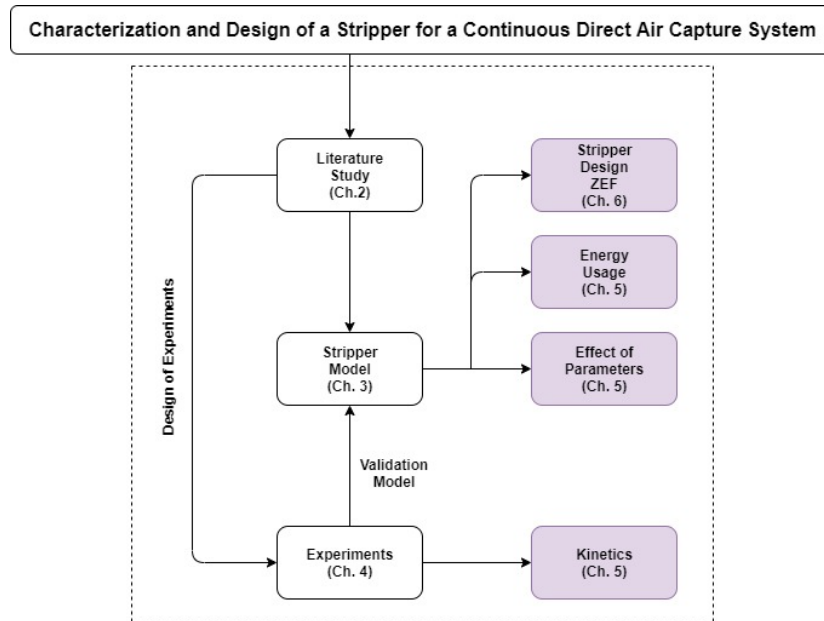 Characterization and Design of a Stripper for a Continuous Direct Air Capture System
Literature
Study
(Ch.2)
Stripper
Design
ZEF
(Ch. 6)
Energy
Usage
(Ch. 5)
Design of Experiments
Stripper
Model
(Ch. 3)
Effect of
Parameters
(Ch. 5)
Validation
Model
Experiments
(Ch. 4)
Kinetics
(Ch. 5)